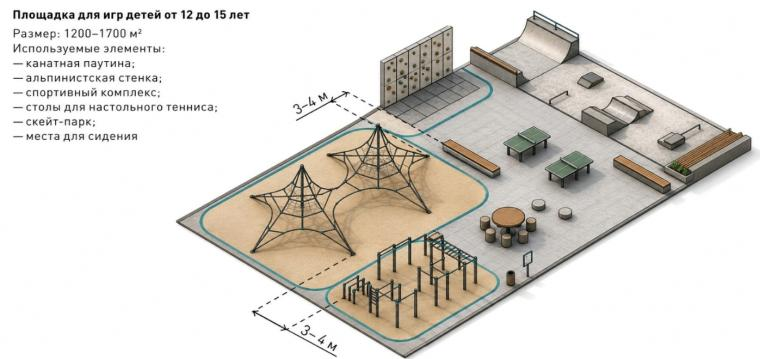 Площадка для игр детей от 12 до 15 лет
Размер: 1200–1700 м²
Используемые элементы:
— канатная паутина;
— альпинистская стенка;
— спортивный комплекс;
— столы для настольного тенниса;
— скейт-парк;
— места для сидения
3–4 м
3–4 м